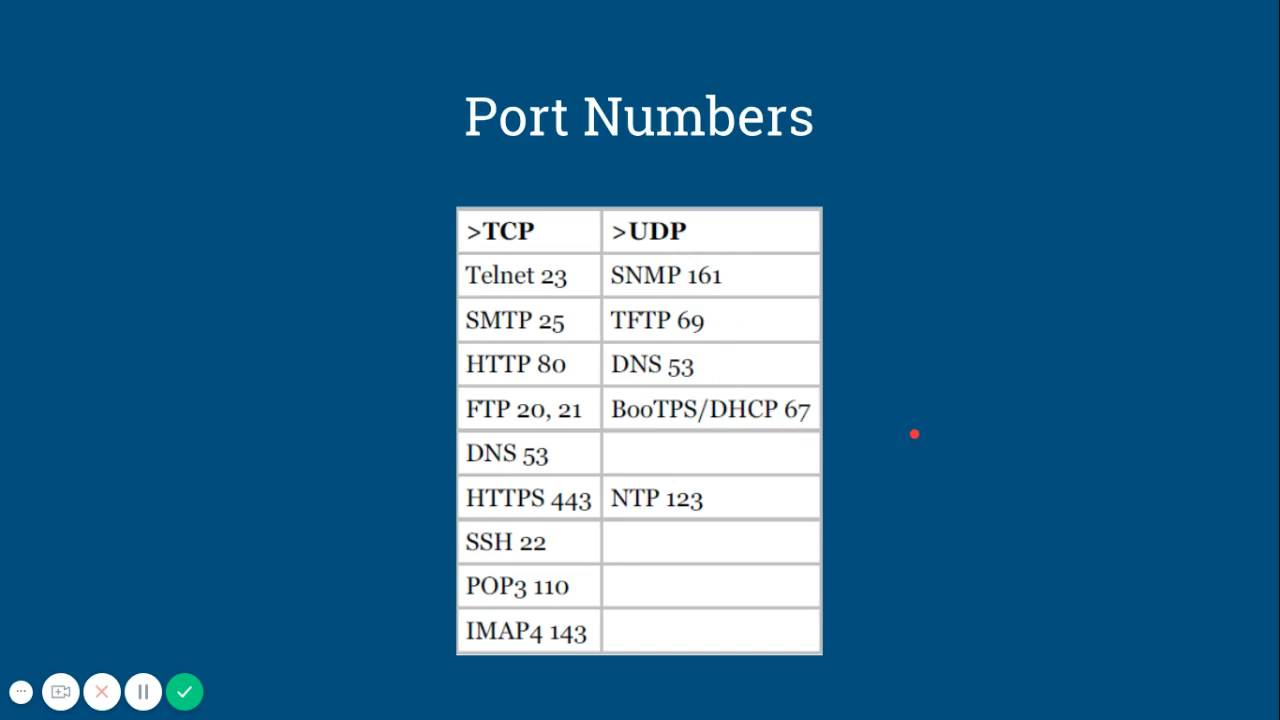 Port Numbers
>TCP >UDP
Telnet 23 SNMP 161
SMTP 25 TFTP 69
HTTP 80 DNS 53
FTP 20, 21 BooTPS/DHCP 67
DNS 53
HTTPS 443 NTP 123
SSH 22
POP3 110
IMAP4 143